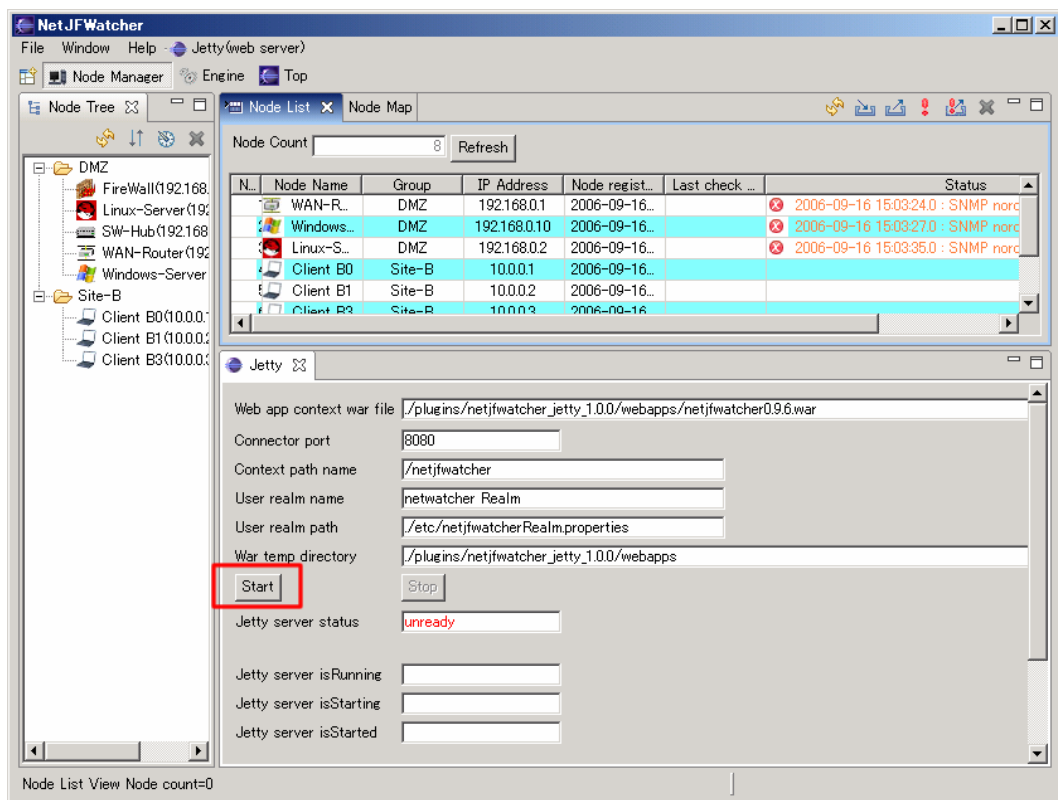 NetJFWatcher
File Window Help Jetty(web server)
Node Manager Engine Top
Node Tree
DMZ
FireWall(192.168.
Linux-Server(192
SW-Hub(192.168
WAN-Router(192
Windows-Server
Site-B
Client B0(10.0.0.1
Client B1(10.0.0.2
Client B3(10.0.0.3
Node List Node Map
Node Count 8 Refresh
N... Node Name Group IP Address Node regist... Last check ... Status
WAN-R... DMZ 192.168.0.1 2006-09-16... 2006-09-16 15:03:24.0 : SNMP norc
Windows... DMZ 192.168.0.10 2006-09-16... 2006-09-16 15:03:27.0 : SNMP norc
Linux-S... DMZ 192.168.0.2 2006-09-16... 2006-09-16 15:03:35.0 : SNMP norc
Client B0 Site-B 10.0.0.1 2006-09-16...
Client B1 Site-B 10.0.0.2 2006-09-16...
Client B3 Site-B 10.0.0.3 2006-09-16
Jetty
Web app context war file ./plugins/netjfwatcher_jetty_1.0.0/webapps/netjfwatcher0.9.6.war
Connector port 8080
Context path name /netjfwatcher
User realm name netwatcher Realm
User realm path ./etc/netjfwatcherRealm.properties
War temp directory ./plugins/netjfwatcher_jetty_1.0.0/webapps
Start Stop
Jetty server status unready
Jetty server isRunning
Jetty server isStarting
Jetty server isStarted
Node List View Node count=0